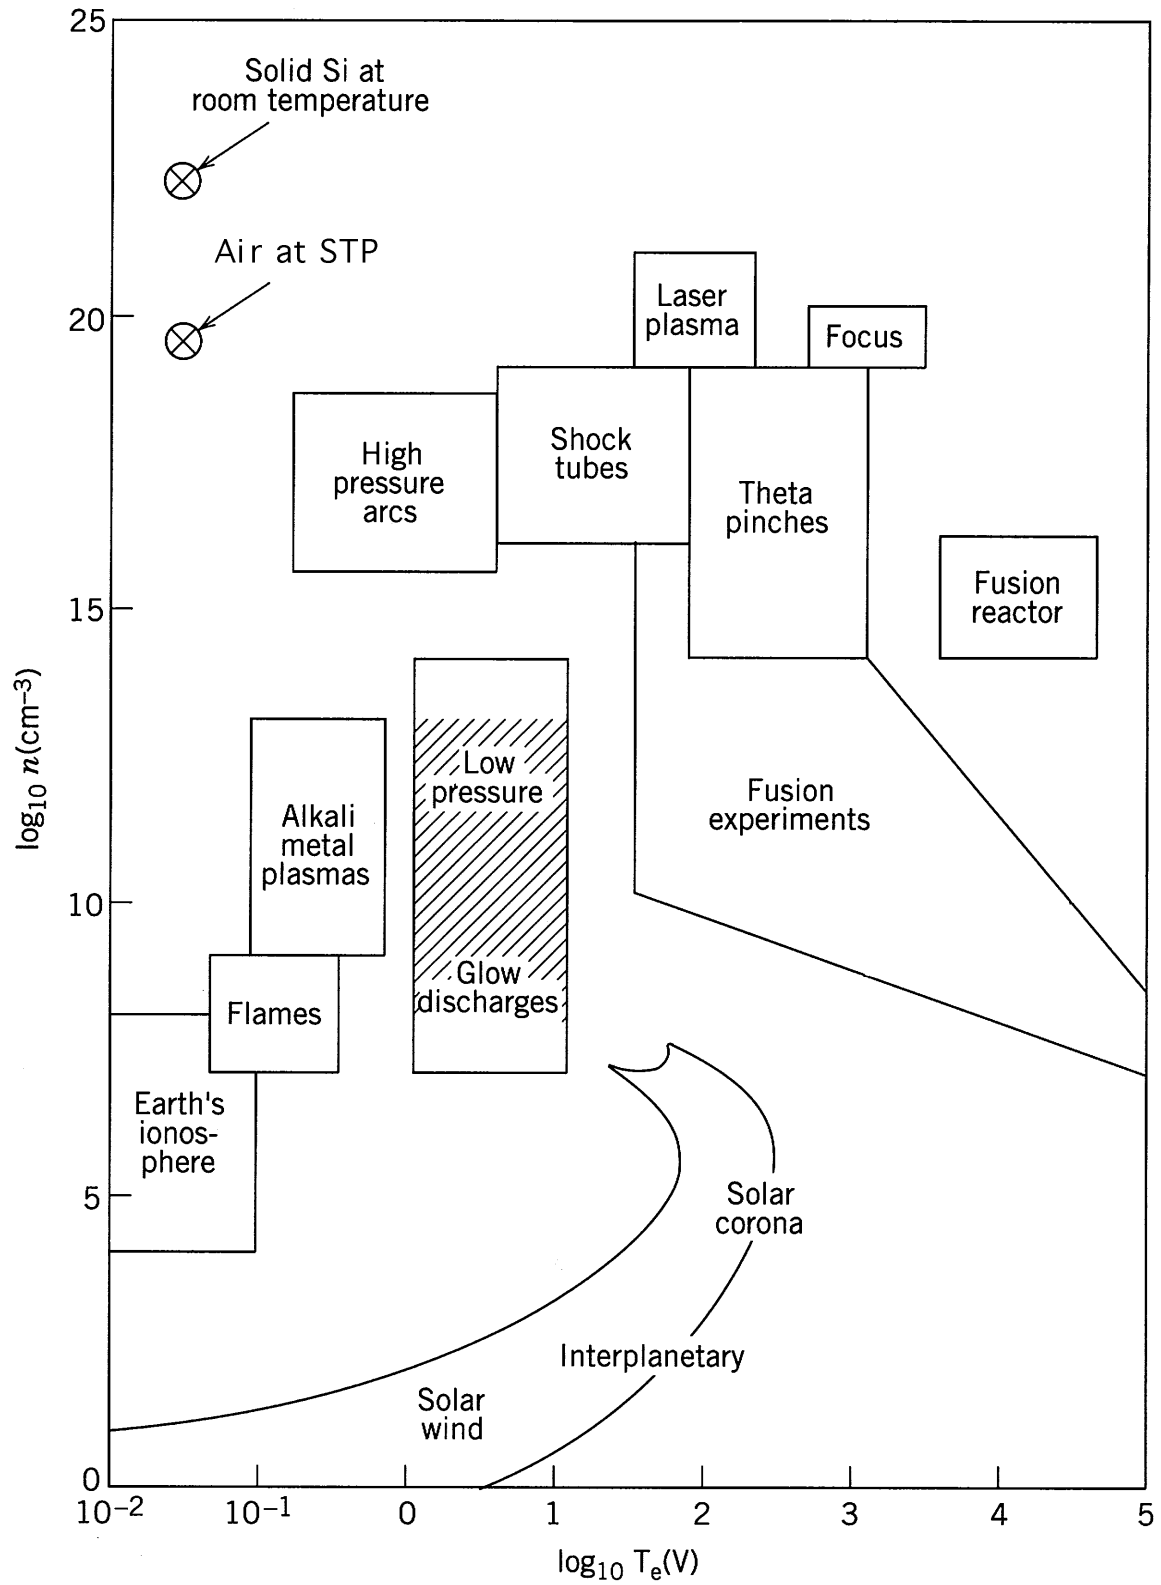 25
Solid Si at
room temperature
Air at STP
20
Laser
plasma
Focus
High
pressure
arcs
Shock
tubes
Theta
pinches
Fusion
reactor
15
log10 n(cm−3)
Low
pressure
Alkali
metal
plasmas
Fusion
experiments
10
Glow
discharges
Flames
Earth's
ionos-
phere
5
Solar
corona
Interplanetary
Solar
wind
0
10−2 10−1 0 1 2 3 4 5
log10 Te(V)